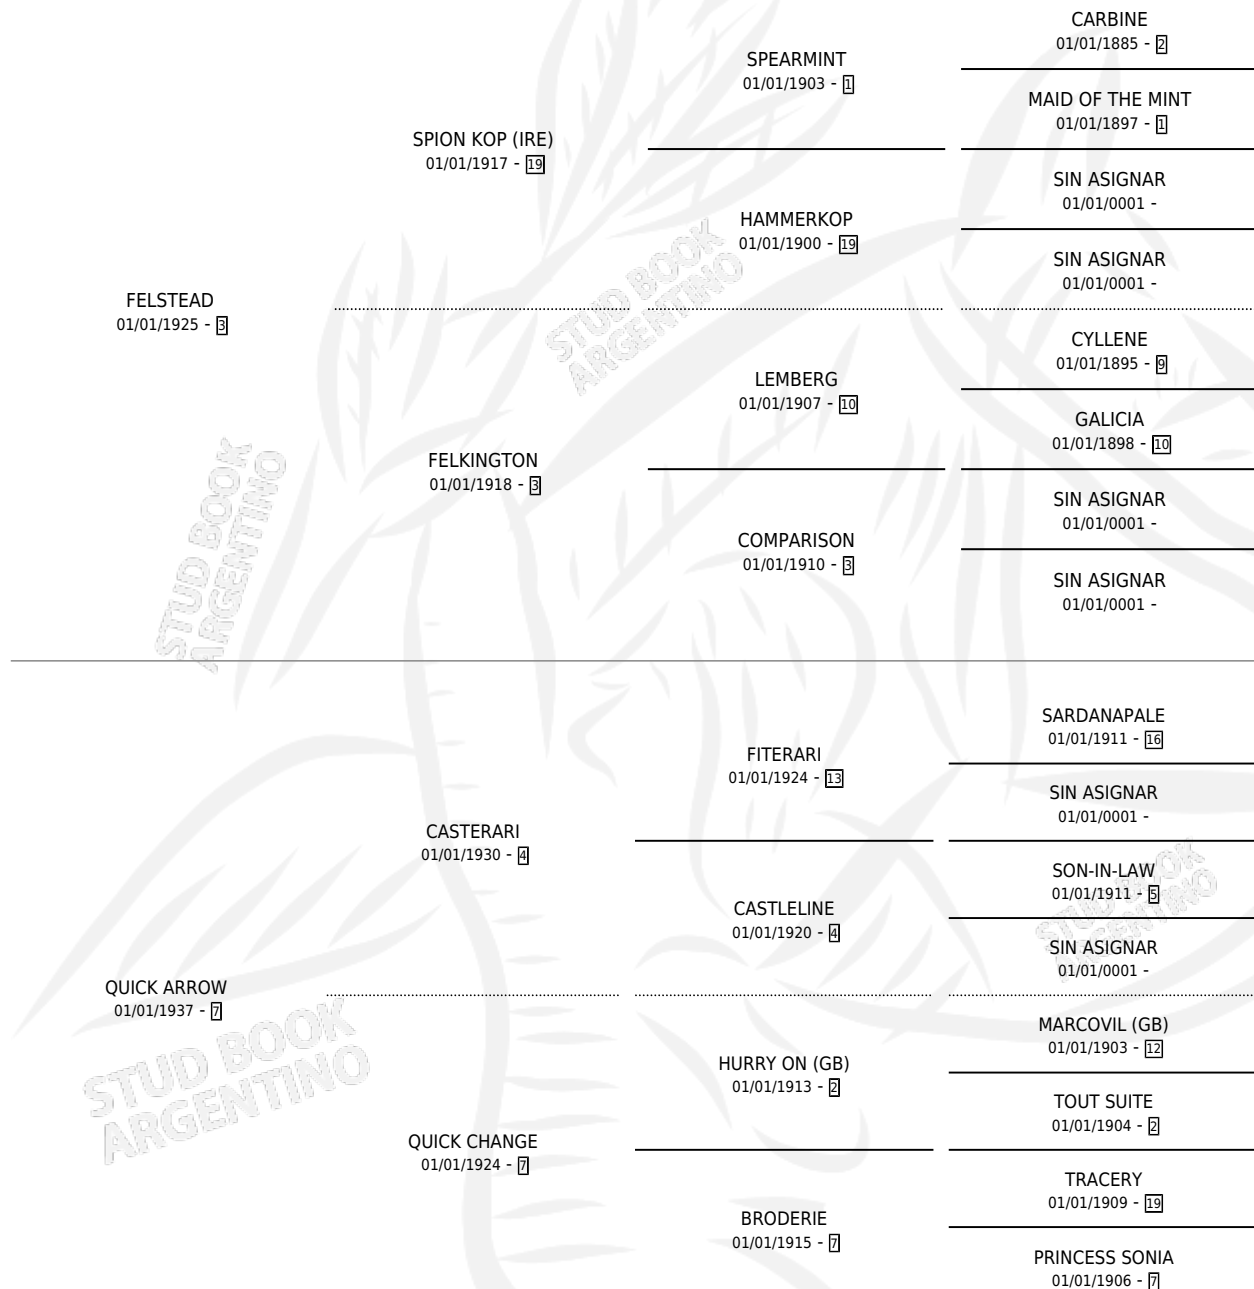 CARBINE
01/01/1885 - 2
SPEARMINT
01/01/1903 - 1
MAID OF THE MINT
01/01/1897 - 1
SPION KOP (IRE)
01/01/1917 - 19
SIN ASIGNAR
01/01/0001 -
HAMMERKOP
01/01/1900 - 19
SIN ASIGNAR
01/01/0001 -
FELSTEAD
01/01/1925 - 3
CYLLENE
01/01/1895 - 9
LEMBERG
01/01/1907 - 10
GALICIA
01/01/1898 - 10
FELKINGTON
01/01/1918 - 3
SIN ASIGNAR
01/01/0001 -
COMPARISON
01/01/1910 - 3
SIN ASIGNAR
01/01/0001 -
STUD BOOK
ARGENTINO
STUD BOOK
ARGENTINO
SARDANAPALE
01/01/1911 - 16
FITERARI
01/01/1924 - 13
SIN ASIGNAR
01/01/0001 -
CASTERARI
01/01/1930 - 4
SON-IN-LAW
01/01/1911 - 5
CASTLELINE
01/01/1920 - 4
SIN ASIGNAR
01/01/0001 -
QUICK ARROW
01/01/1937 - 7
MARCOVIL (GB)
01/01/1903 - 12
HURRY ON (GB)
01/01/1913 - 2
TOUT SUITE
01/01/1904 - 2
QUICK CHANGE
01/01/1924 - 7
TRACERY
01/01/1909 - 19
BRODERIE
01/01/1915 - 7
PRINCESS SONIA
01/01/1906 - 7
STUD BOOK
ARGENTINO
STUD BOOK
ARGENTINO